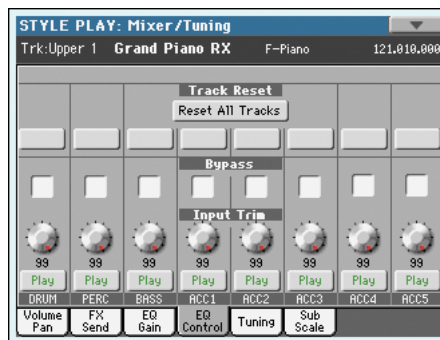 STYLE PLAY: Mixer/Tuning
Trk:Upper 1 Grand Piano RX F-Piano 121.010.000
Track Reset
Reset All Tracks
Bypass
Input Trim
99 99 99 99 99 99 99 99
Play Play Play Play Play Play Play Play
DRUM PERC BASS ACC1 ACC2 ACC3 ACC4 ACC5
Volume Pan FX Send EQ Gain EQ Control Tuning Sub Scale